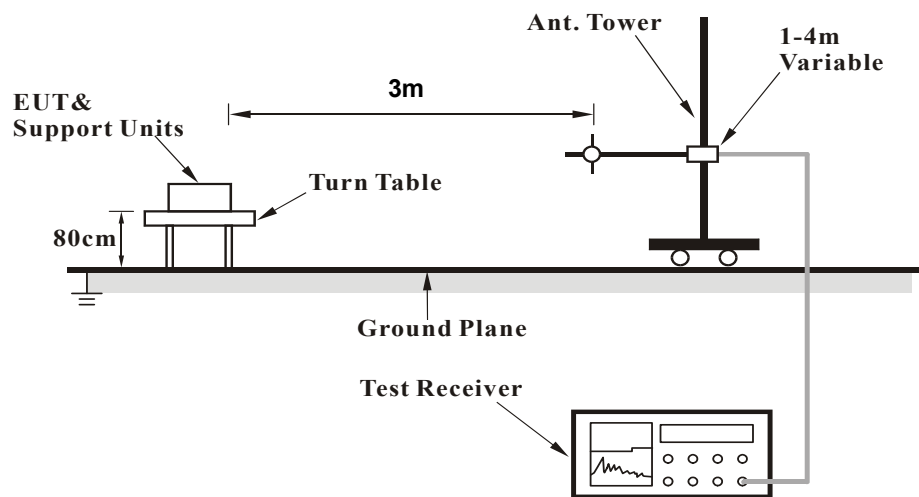 Ant. Tower
1-4m
Variable
3m
EUT&
Support Units
Turn Table
80cm
Ground Plane
Test Receiver